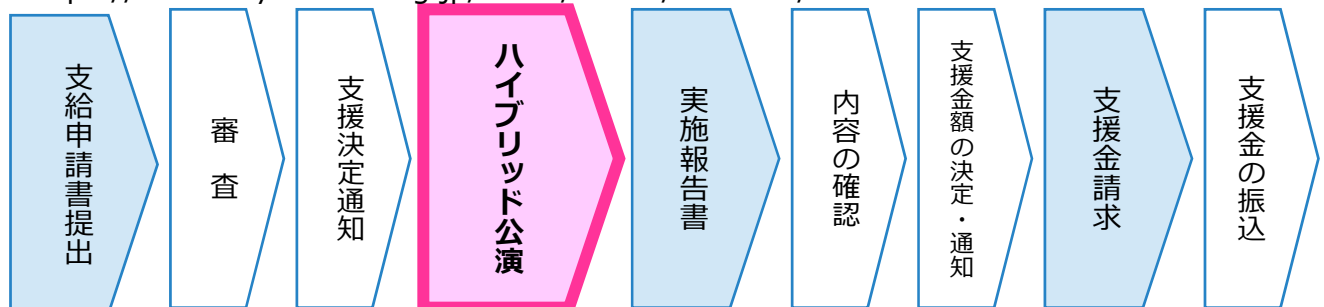 支給申請書提出
審査
支援決定通知
ハイブリッド公演
実施報告書
内容の確認
支援金額の決定・通知
支援金請求
支援金の振込